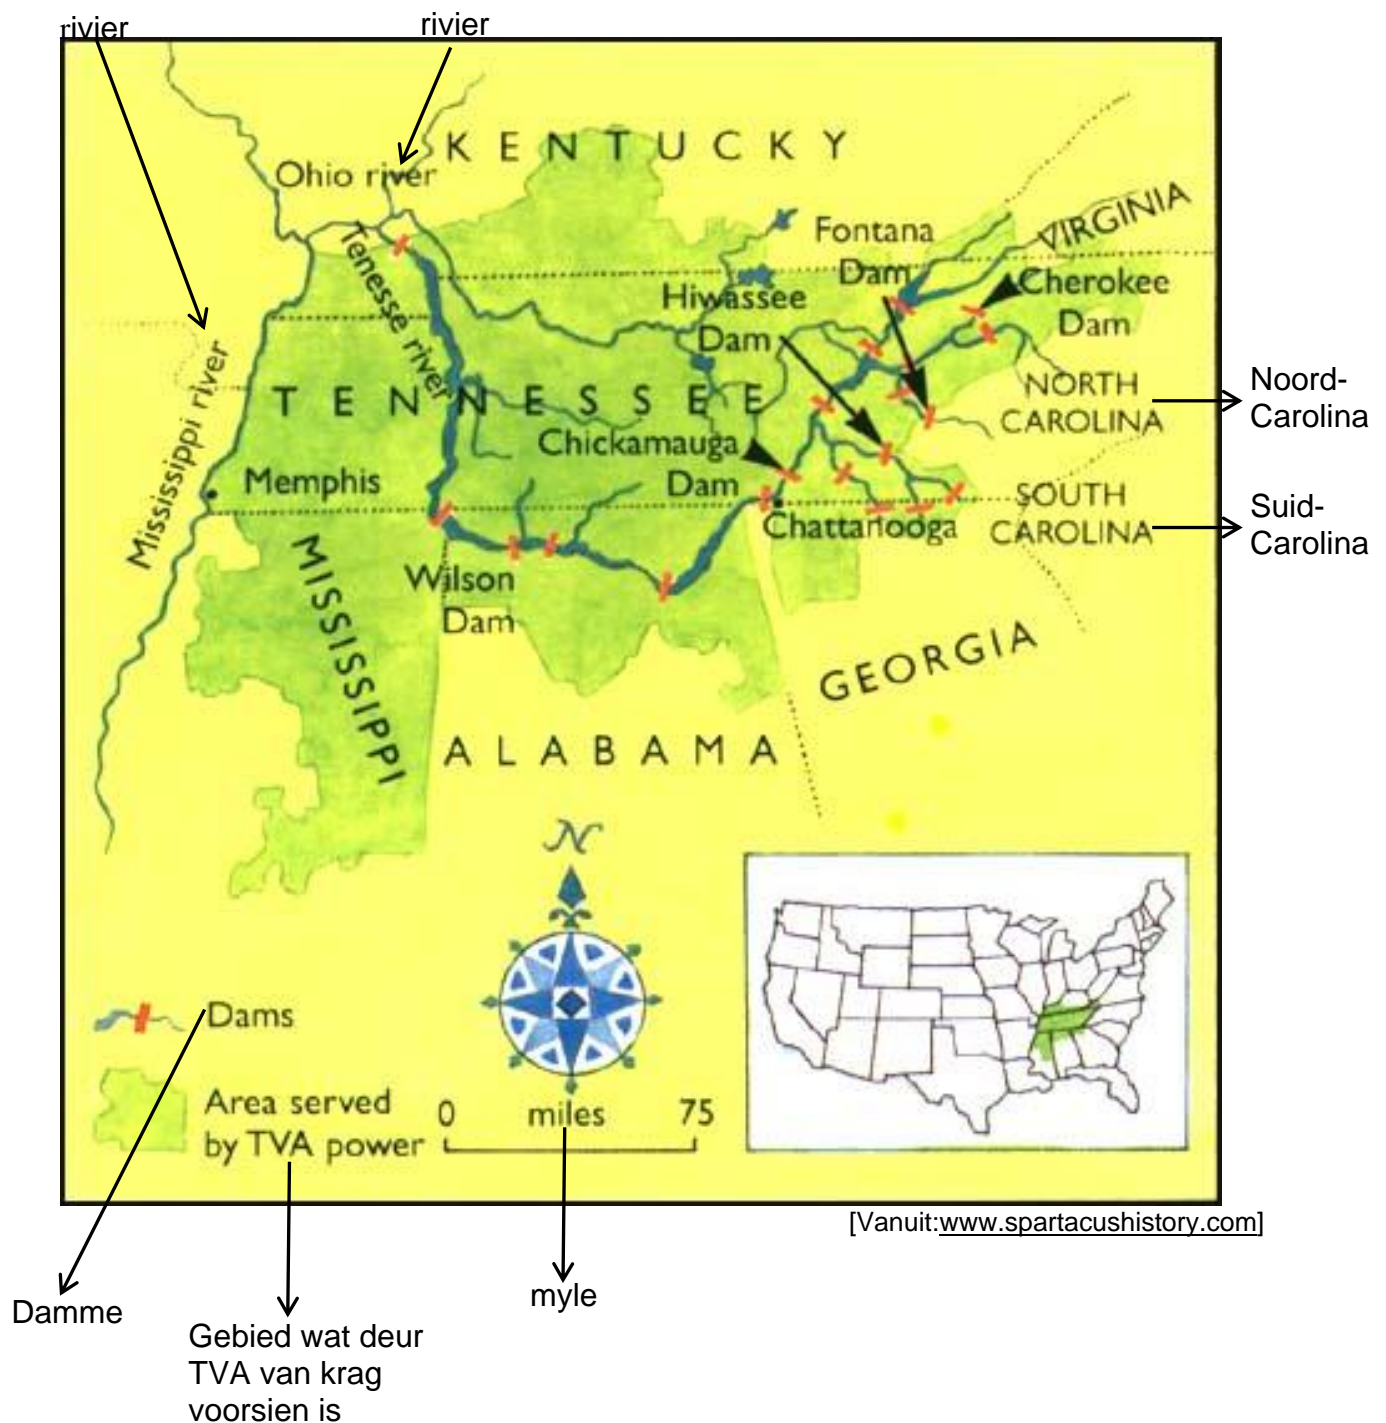 rivier
rivier
KENTUCKY
Ohio river
Tenesse river
VIRGINIA
Fontana
Dam
Cherokee
Dam
Hiwassee
Dam
Mississippi river
TENNESSEE
NORTH
CAROLINA
Noord-
Carolina
Chickamauga
Dam
Memphis
SOUTH
CAROLINA
Suid-
Carolina
Chattanooga
MISSISSIPPI
Wilson
Dam
GEORGIA
ALABAMA
N
Dams
Area served
by TVA power
0 miles 75
[Vanuit:www.spartacushistory.com]
Damme
myle
Gebied wat deur
TVA van krag
voorsien is